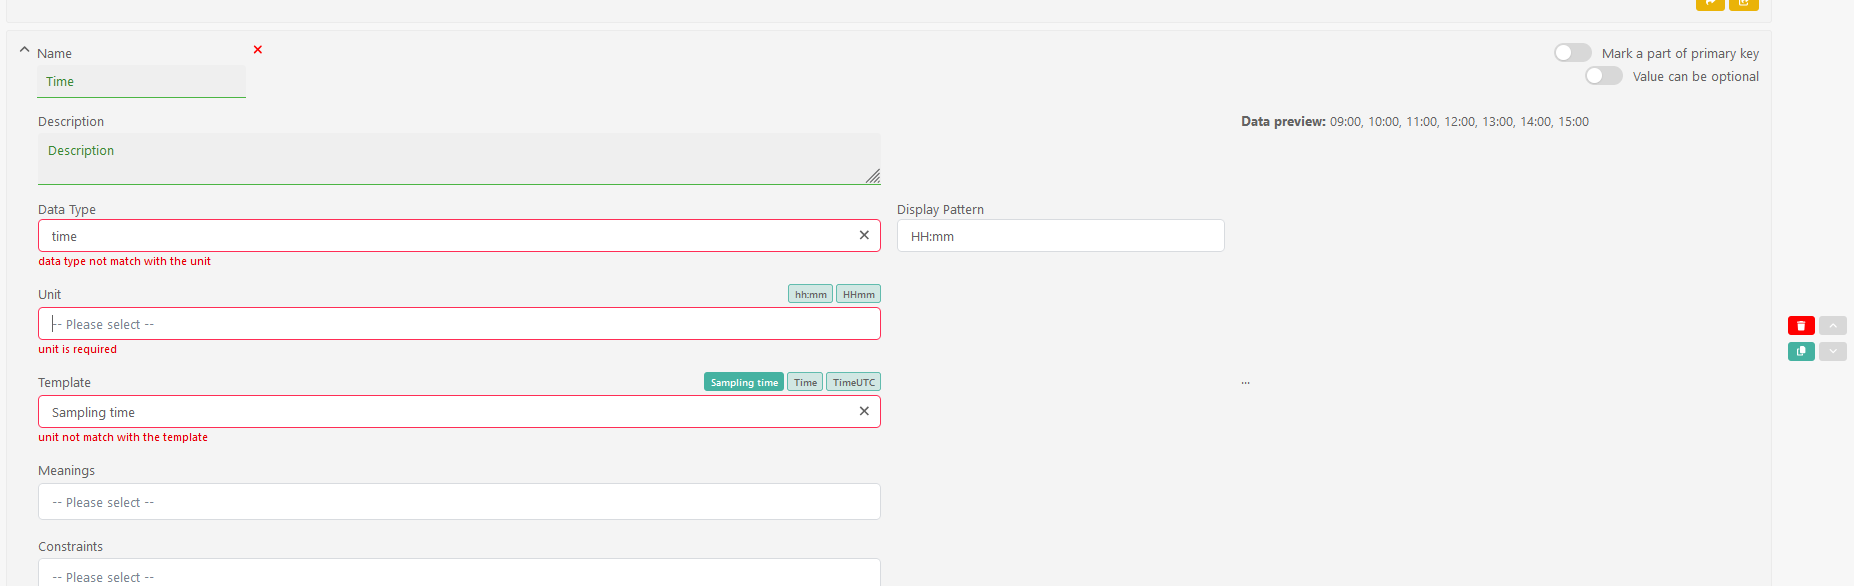 Name
Mark a part of primary key
Time
Value can be optional
Description
Data preview: 09:00, 10:00, 11:00, 12:00, 13:00, 14:00, 15:00
Description
Data Type
Display Pattern
time
HH:mm
data type not match with the unit
Unit
hh:mm
HHmm
-- Please select --
unit is required
Template
Sampling time
Time
TimeUTC
...
Sampling time
unit not match with the template
Meanings
-- Please select --
Constraints
-- Please select --